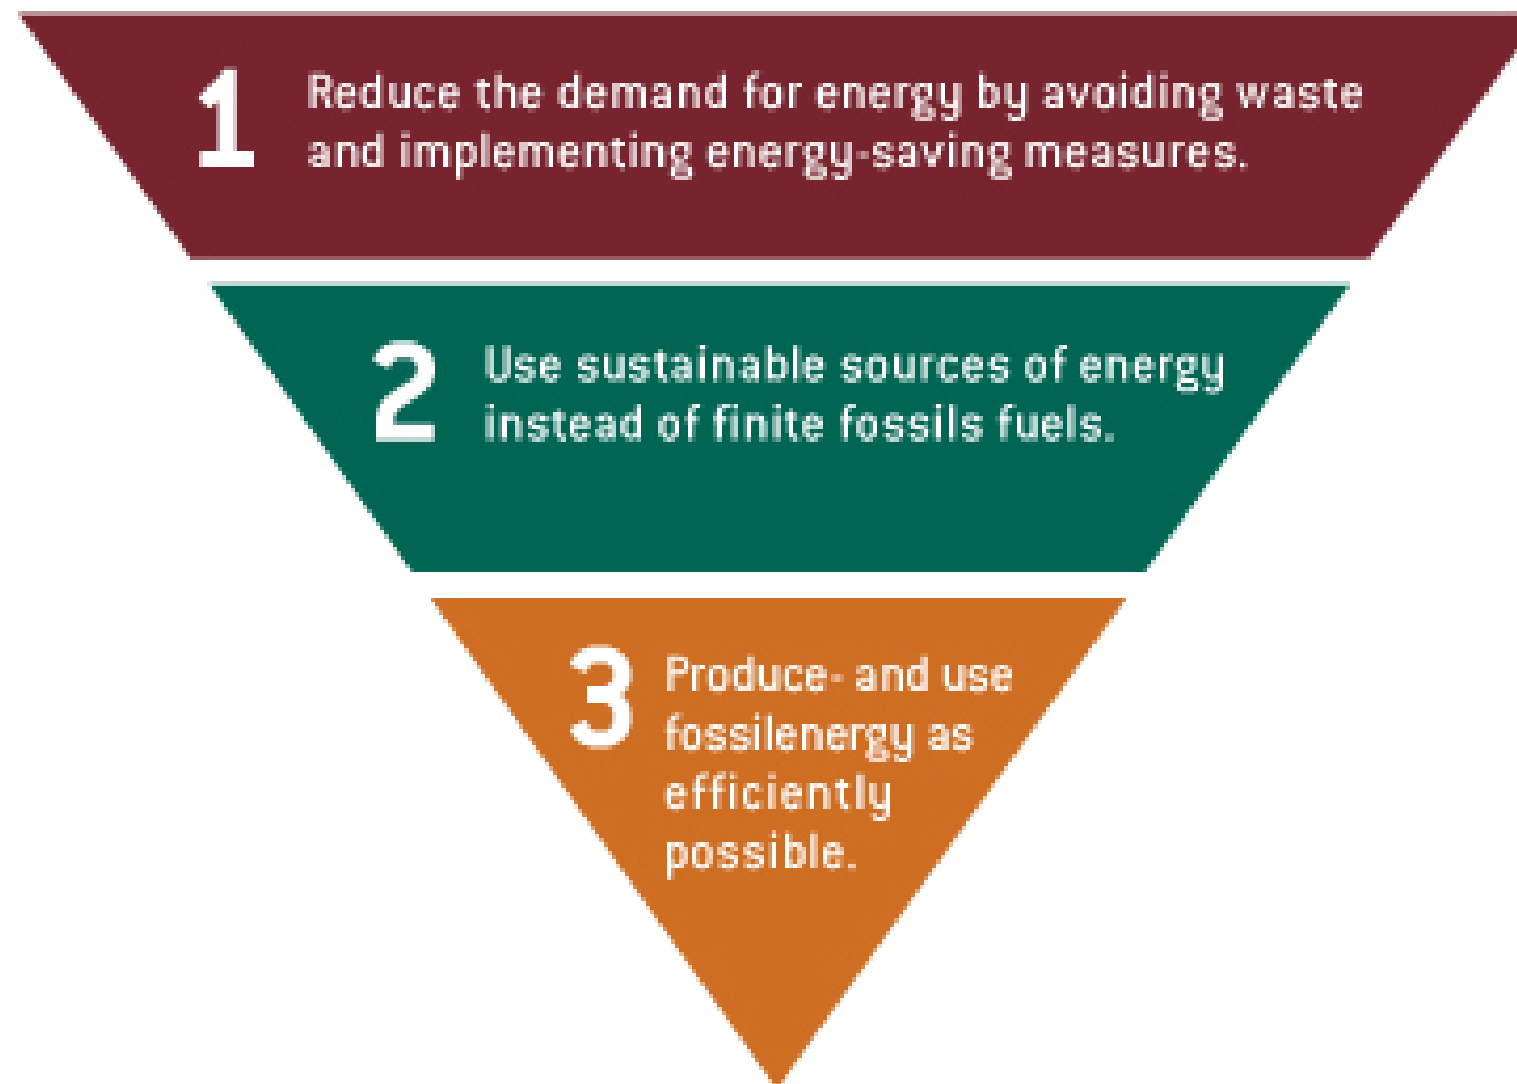 1 Reduce the demand for energy by avoiding waste
and implementing energy-saving measures.
2 Use sustainable sources of energy
instead of finite fossils fuels.
3 Produce- and use
fossilenergy as
efficiently
possible.